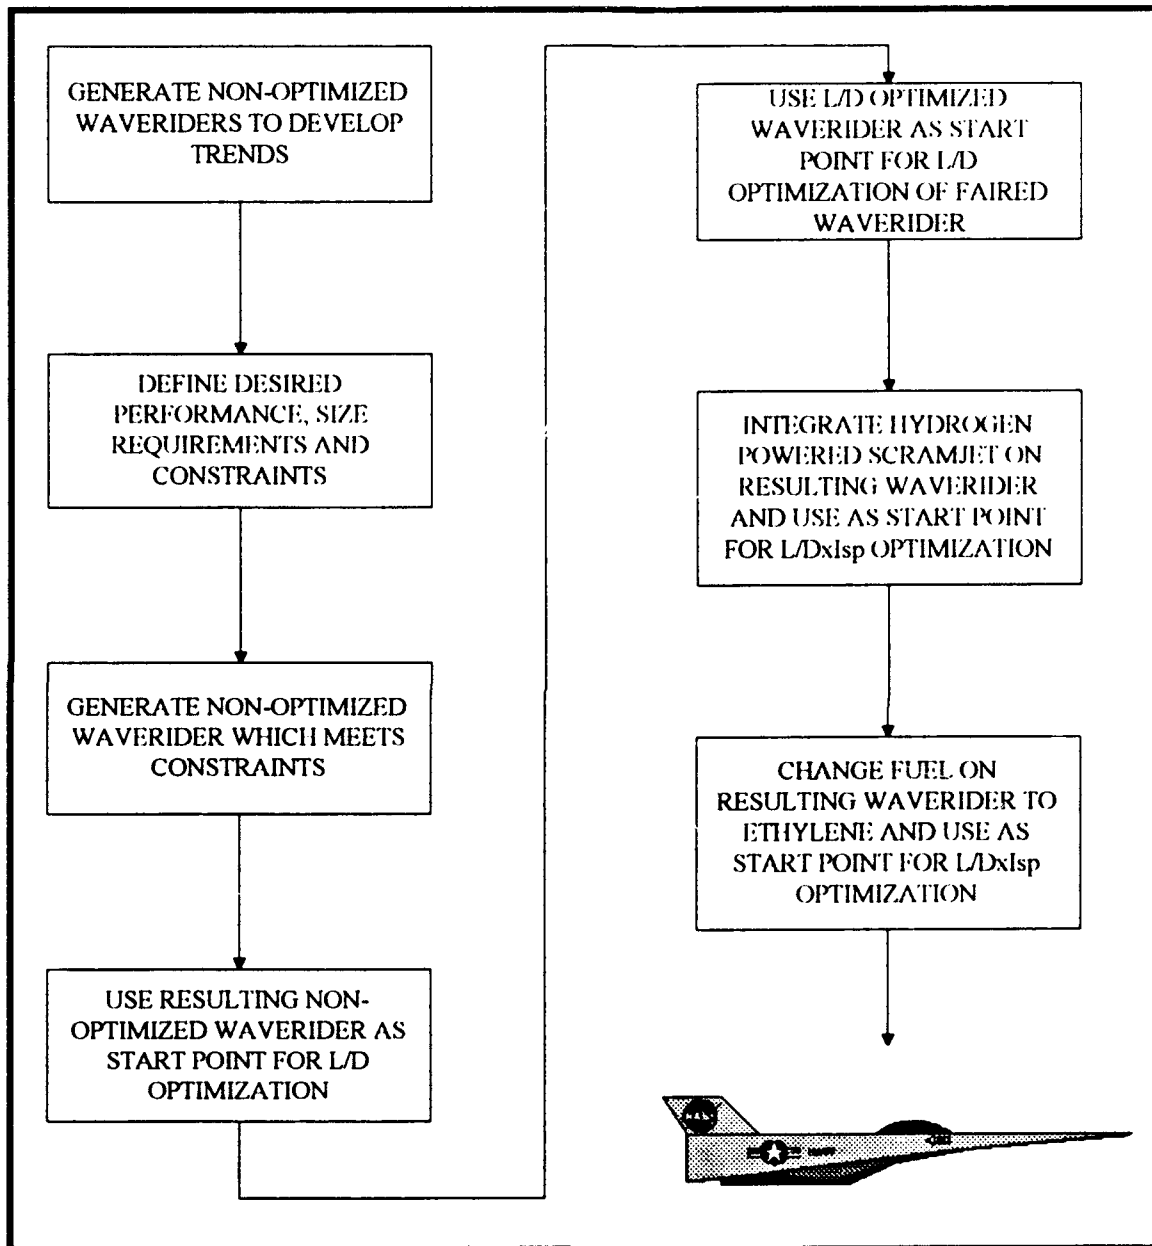 GENERATE NON-OPTIMIZED
WAVERIDERS TO DEVELOP
TRENDS
DEFINE DESIRED
PERFORMANCE, SIZE
REQUIREMENTS AND
CONSTRAINTS
GENERATE NON-OPTIMIZED
WAVERIDER WHICH MEETS
CONSTRAINTS
USE RESULTING NON-
OPTIMIZED WAVERIDER AS
START POINT FOR L/D
OPTIMIZATION
USE L/D OPTIMIZED
WAVERIDER AS START
POINT FOR L/D
OPTIMIZATION OF FAIRED
WAVERIDER
INTEGRATE HYDROGEN
POWERED SCRAMJET ON
RESULTING WAVERIDER
AND USE AS START POINT
FOR L/DxIsp OPTIMIZATION
CHANGE FUEL ON
RESULTING WAVERIDER TO
ETHYLENE AND USE AS
START POINT FOR L/DxIsp
OPTIMIZATION